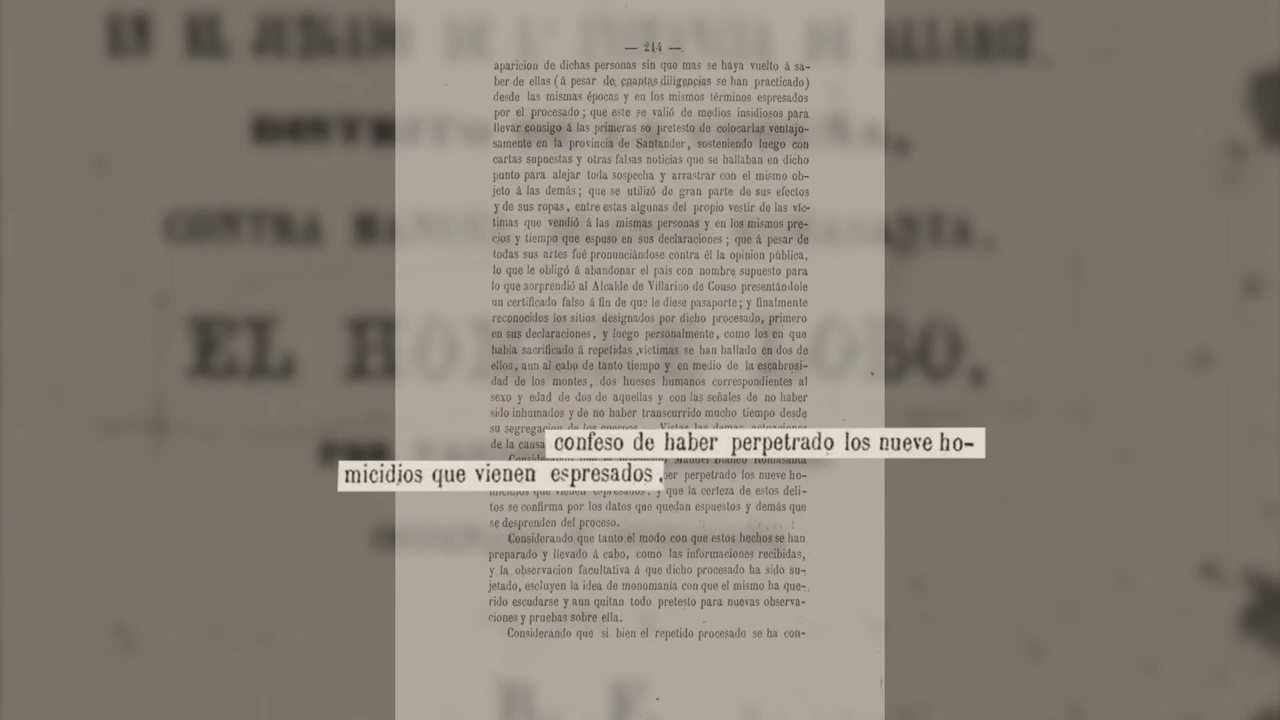 — 214 —
aparicion de dichas personas sin que mas se haya vuelto á sa-
ber de ellas (á pesar de cuantas diligencias se han practicado)
desde las mismas épocas y en los mismos términos espresados
por el procesado; que este se valió de medios insidiosos para
llevar consigo á las primeras so pretesto de colocarlas ventajo-
samente en la provincia de Santander, sosteniendo luego con
cartas supuestas y otras falsas noticias que se hallaban en dicho
punto para alejar toda sospecha y arrastrar con el mismo ob-
jeto á las demás; que se utilizó de gran parte de sus efectos
y de sus ropas, entre estas algunas del propio vestir de las víc-
timas que vendió á las mismas personas y en los mismos pre-
cios y tiempo que espuso en sus declaraciones; que á pesar de
todas sus artes fué pronunciándose contra él la opinion pública,
lo que le obligó á abandonar el pais con nombre supuesto para
lo que sorprendió al Alcalde de Villarino de Conso presentándole
un certificado falso á fin de que le diese pasaporte; y finalmente
reconocidos los sitios designados por dicho procesado, primero
en sus declaraciones, y luego personalmente, como los en que
habia sacrificado á repetidas víctimas se han hallado en dos de
ellos, aun al cabo de tanto tiempo y en medio de la escabrosi-
dad de los montes, dos huesos humanos correspondientes al
sexo y edad de dos de aquellas y con las señales de no haber
sido inhumados y de no haber transcurrido mucho tiempo desde
su segregacion de los cuerpos. Vistas las demas actuaciones
de la causa
confeso de haber perpetrado los nueve ho-
micidios que vienen espresados,
Manuel Blanco Romasanta
perpetrado los nueve ho-
micidios que vienen espresados, y que la certeza de estos deli-
tos se confirma por los datos que quedan espuestos y demás que
se desprenden del proceso.
Considerando que tanto el modo con que estos hechos se han
preparado y llevado á cabo, como las informaciones recibidas,
y la observacion facultativa á que dicho procesado ha sido su-
jetado, escluyen la idea de monomanía con que el mismo ha que-
rido escudarse y aun quitan todo pretesto para nuevas observa-
ciones y pruebas sobre ella.
Considerando que si bien el repetido procesado se ha con-